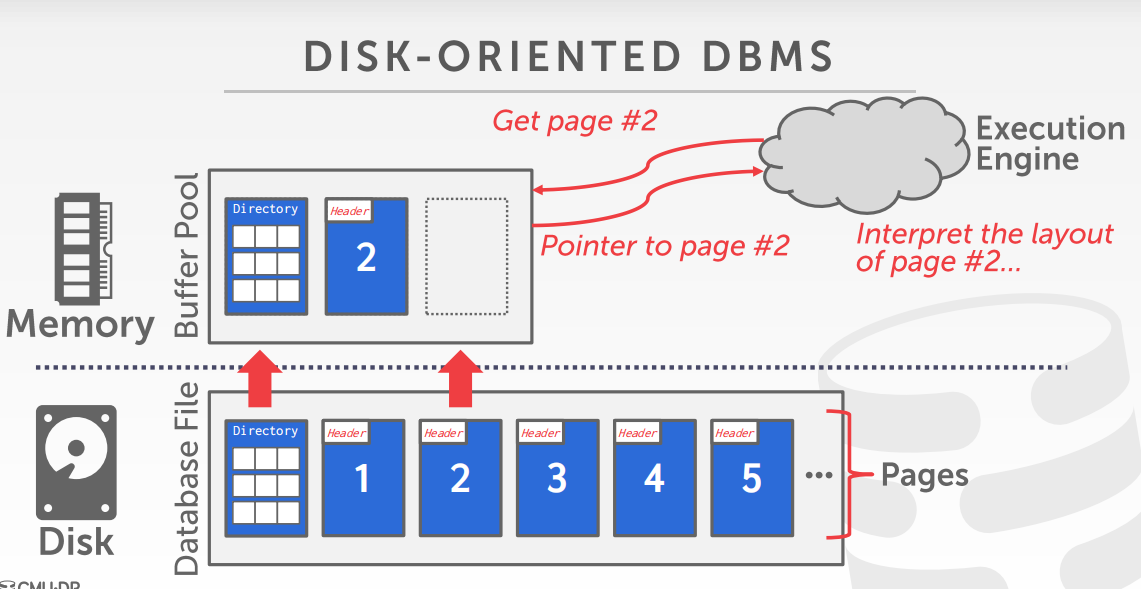 DISK-ORIENTED DBMS
Get page #2
Execution
Engine
Buffer Pool
Directory
Header
2
Pointer to page #2
Interpret the layout
of page #2...
Memory
Database File
Directory
Header
1
Header
2
Header
3
Header
4
Header
5
...
Pages
Disk